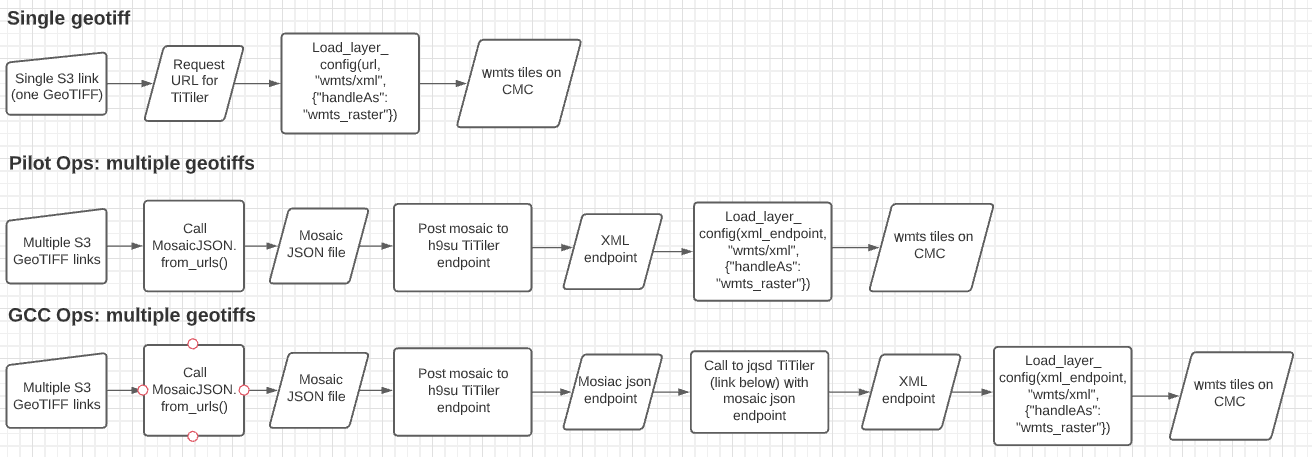 Single geotiff
Single S3 link
(one GeoTIFF)
Request
URL for
TiTiler
Load_layer_
config(url,
"wmts/xml",
{"handleAs":
"wmts_raster"})
wmts tiles on
CMC
Pilot Ops: multiple geotiffs
Multiple S3
GeoTIFF links
Call
MosaicJSON.
from_urls()
Mosaic
JSON file
Post mosaic to
h9su TiTiler
endpoint
XML
endpoint
Load_layer_
config(xml_endpoint,
"wmts/xml",
{"handleAs":
"wmts_raster"})
wmts tiles on
CMC
GCC Ops: multiple geotiffs
Multiple S3
GeoTIFF links
Call
MosaicJSON.
from_urls()
Mosaic
JSON file
Post mosaic to
h9su TiTiler
endpoint
Mosiac json
endpoint
Call to jqsd TiTiler
(link below) with
mosaic json
endpoint
XML
endpoint
Load_layer_
config(xml_endpoint,
"wmts/xml",
{"handleAs":
"wmts_raster"})
wmts tiles on
CMC